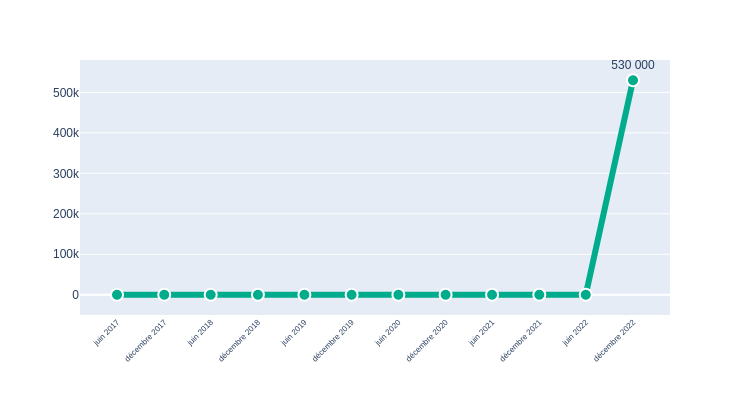 530 000
500k
400k
300k
200k
100k
0
juin 2017
décembre 2017
juin 2018
décembre 2018
juin 2019
décembre 2019
juin 2020
décembre 2020
juin 2021
décembre 2021
juin 2022
décembre 2022